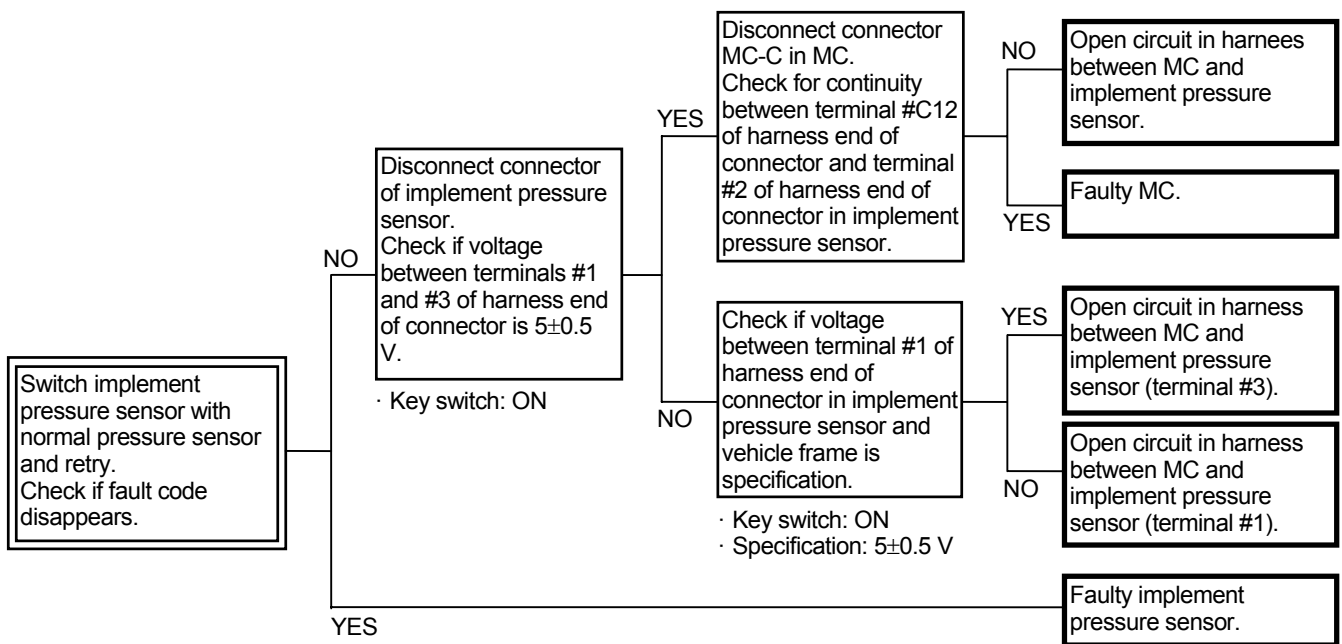 Switch implement
pressure sensor with
normal pressure sensor
and retry.
Check if fault code
disappears.
NO
Disconnect connector
of implement pressure
sensor.
Check if voltage
between terminals #1
and #3 of harness end
of connector is 5±0.5
V.
· Key switch: ON
YES
Disconnect connector
MC-C in MC.
Check for continuity
between terminal #C12
of harness end of
connector and terminal
#2 of harness end of
connector in implement
pressure sensor.
NO
Open circuit in harnees
between MC and
implement pressure
sensor.
YES
Faulty MC.
NO
Check if voltage
between terminal #1 of
harness end of
connector in implement
pressure sensor and
vehicle frame is
specification.
· Key switch: ON
· Specification: 5±0.5 V
YES
Open circuit in harness
between MC and
implement pressure
sensor (terminal #3).
NO
Open circuit in harness
between MC and
implement pressure
sensor (terminal #1).
YES
Faulty implement
pressure sensor.